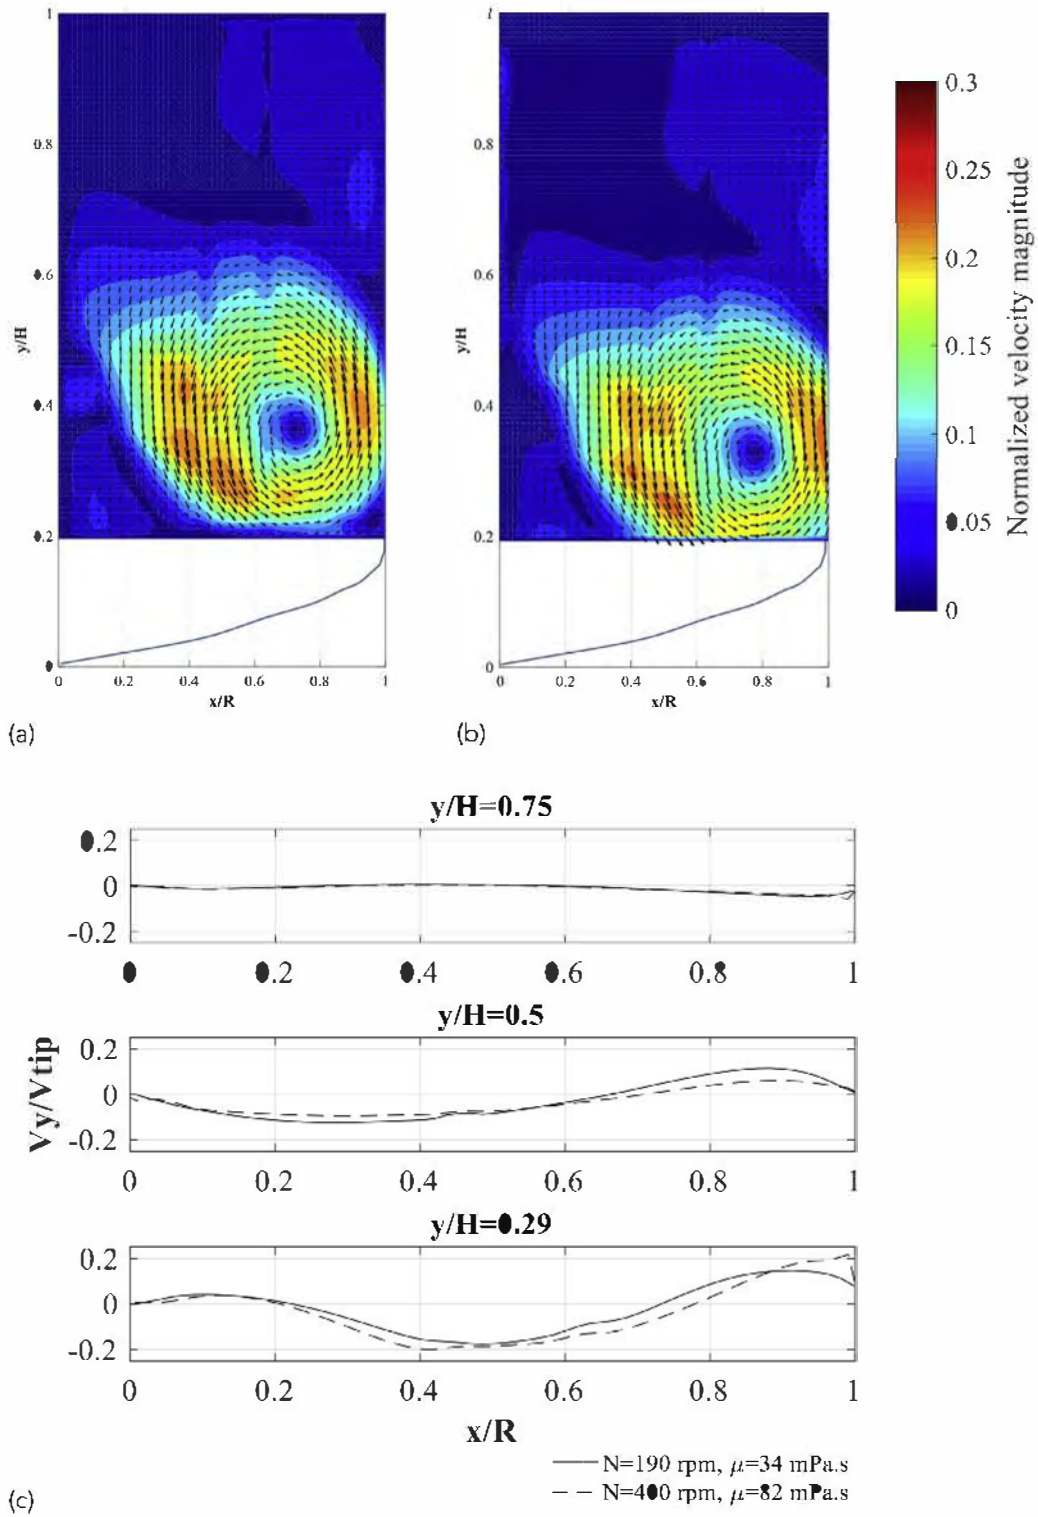 1
0.8
0.6
y/H
0.4
0.2
0
0 0.2 0.4 0.6 0.8 1
x/R
(a)
1
0.8
0.6
y/H
0.4
0.2
0
0 0.2 0.4 0.6 0.8 1
x/R
(b)
0.3
0.25
0.2
0.15
0.1
0.05
0
Normalized velocity magnitude
y/H=0.75
0.2
0
-0.2
0 0.2 0.4 0.6 0.8 1
y/H=0.5
0.2
0
-0.2
0 0.2 0.4 0.6 0.8 1
Vy/Vtip
y/H=0.29
0.2
0
-0.2
0 0.2 0.4 0.6 0.8 1
x/R
N=190 rpm, μ=34 mPa.s
N=400 rpm, μ=82 mPa.s
(c)